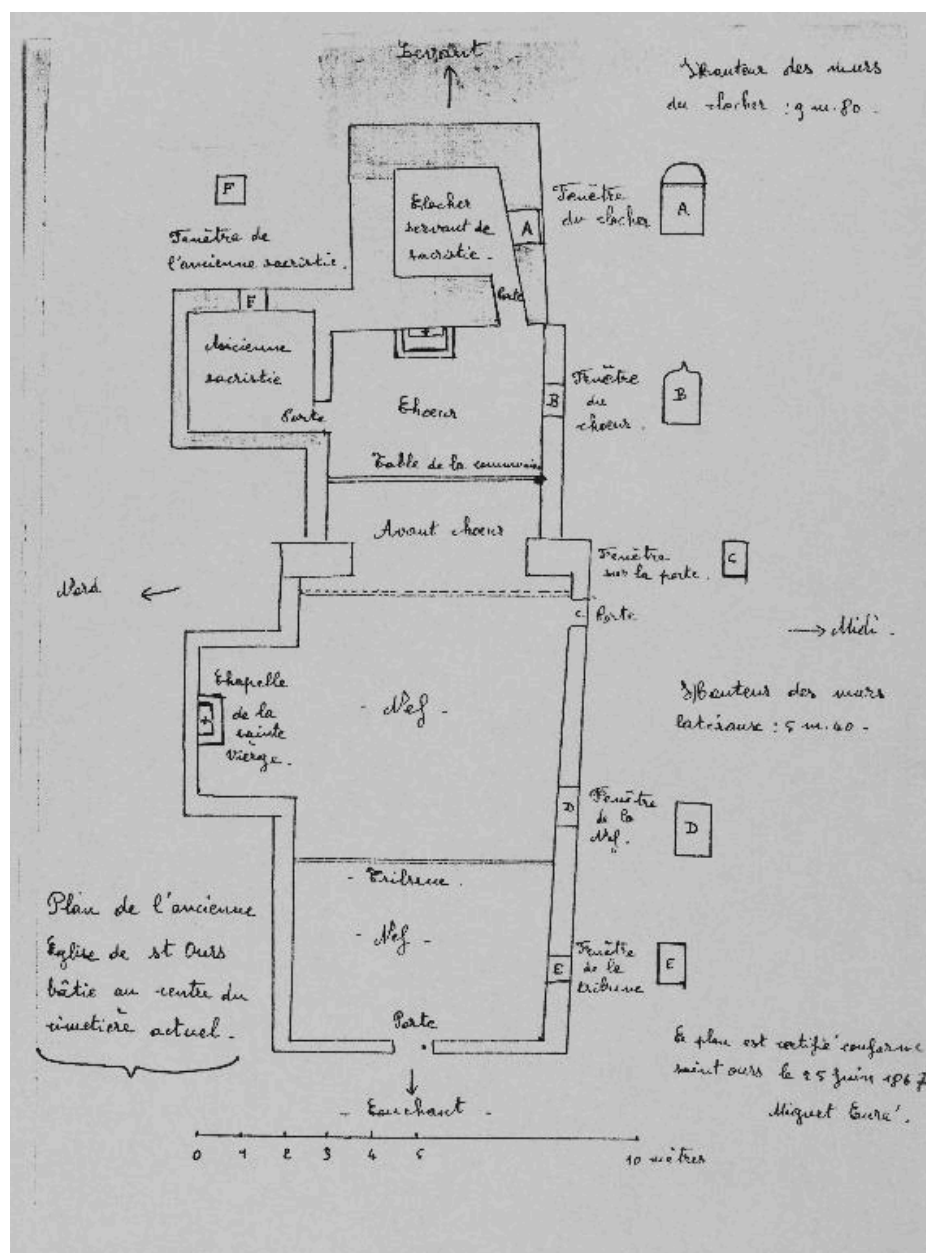 Levant
Hauteur des murs
du clocher : 9 m. 80 -
F
Fenêtre de
l'ancienne sacristie.
Clocher
servant de
sacristie.
A
Fenêtre
du clocher
A
Porte
F
Ancienne
sacristie
Porte
Choeur
B
Fenêtre
du
choeur.
B
Table de la communion
Avant choeur
Fenêtre
sur la porte.
C
Nord
C
Porte
Midi.
Chapelle
de la
sainte
Vierge.
- Nef -
Hauteur des murs
latéraux : 5 m. 40 -
D
Fenêtre
de la
Nef.
D
- Tribune.
- Nef -
E
Fenêtre
de la
tribune
E
Plan de l'ancienne
Eglise de st Ours
bâtie au centre du
cimetière actuel.
Porte
- Couchant -
Ce plan est certifié conforme
saint ours le 25 Juin 1867
Miguet Curé.
0 1 2 3 4 5 10 mètres